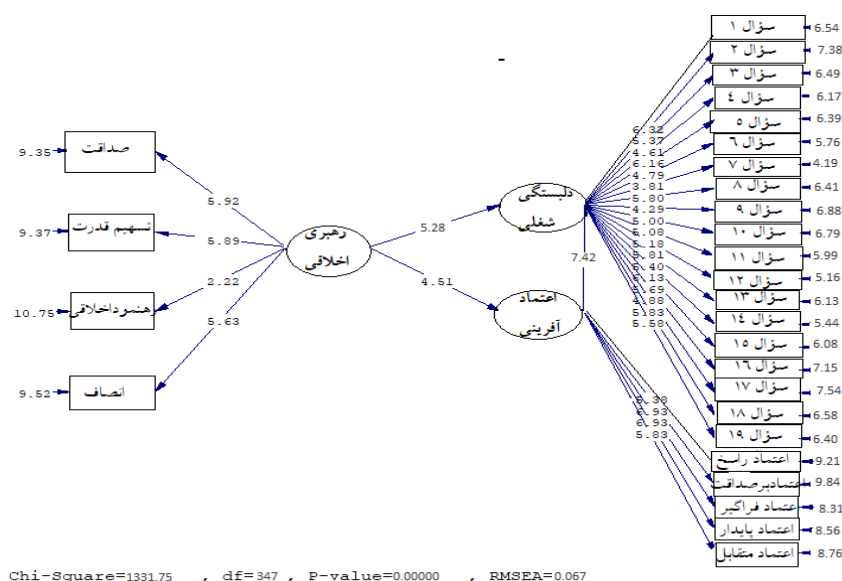 صداقت
9.35
تسهیم قدرت
9.37
رهنمود اخلاقی
10.75
انصاف
9.52
5.92
5.89
2.22
5.63
رهبری
اخلاقی
5.28
4.51
دلبستگی
شغلی
7.42
اعتماد
آفرینی
6.32
5.37
4.61
6.16
4.79
3.81
5.80
4.29
5.00
6.08
5.18
5.81
6.40
6.13
5.69
4.88
5.83
5.58
6.93
6.93
5.83
سؤال ۱ 6.54
سؤال ۲ 7.38
سؤال ۳ 6.49
سؤال ٤ 6.17
سؤال ٥ 6.39
سؤال ٦ 5.76
سؤال ۷ 4.19
سؤال ۸ 6.41
سؤال ۹ 6.88
سؤال ۱۰ 6.79
سؤال ۱۱ 5.99
سؤال ۱۲ 5.16
سؤال ۱۳ 6.13
سؤال ۱٤ 5.44
سؤال ۱٥ 6.08
سؤال ۱٦ 7.15
سؤال ۱۷ 7.54
سؤال ۱۸ 6.58
سؤال ۱۹ 6.40
اعتماد راسخ 9.21
اعتمادبرصداقت 9.84
اعتماد فراگیر 8.31
اعتماد پایدار 8.56
اعتماد متقابل 8.76
Chi-Square=1331.75 , df=347 , P-value=0.00000 , RMSEA=0.067